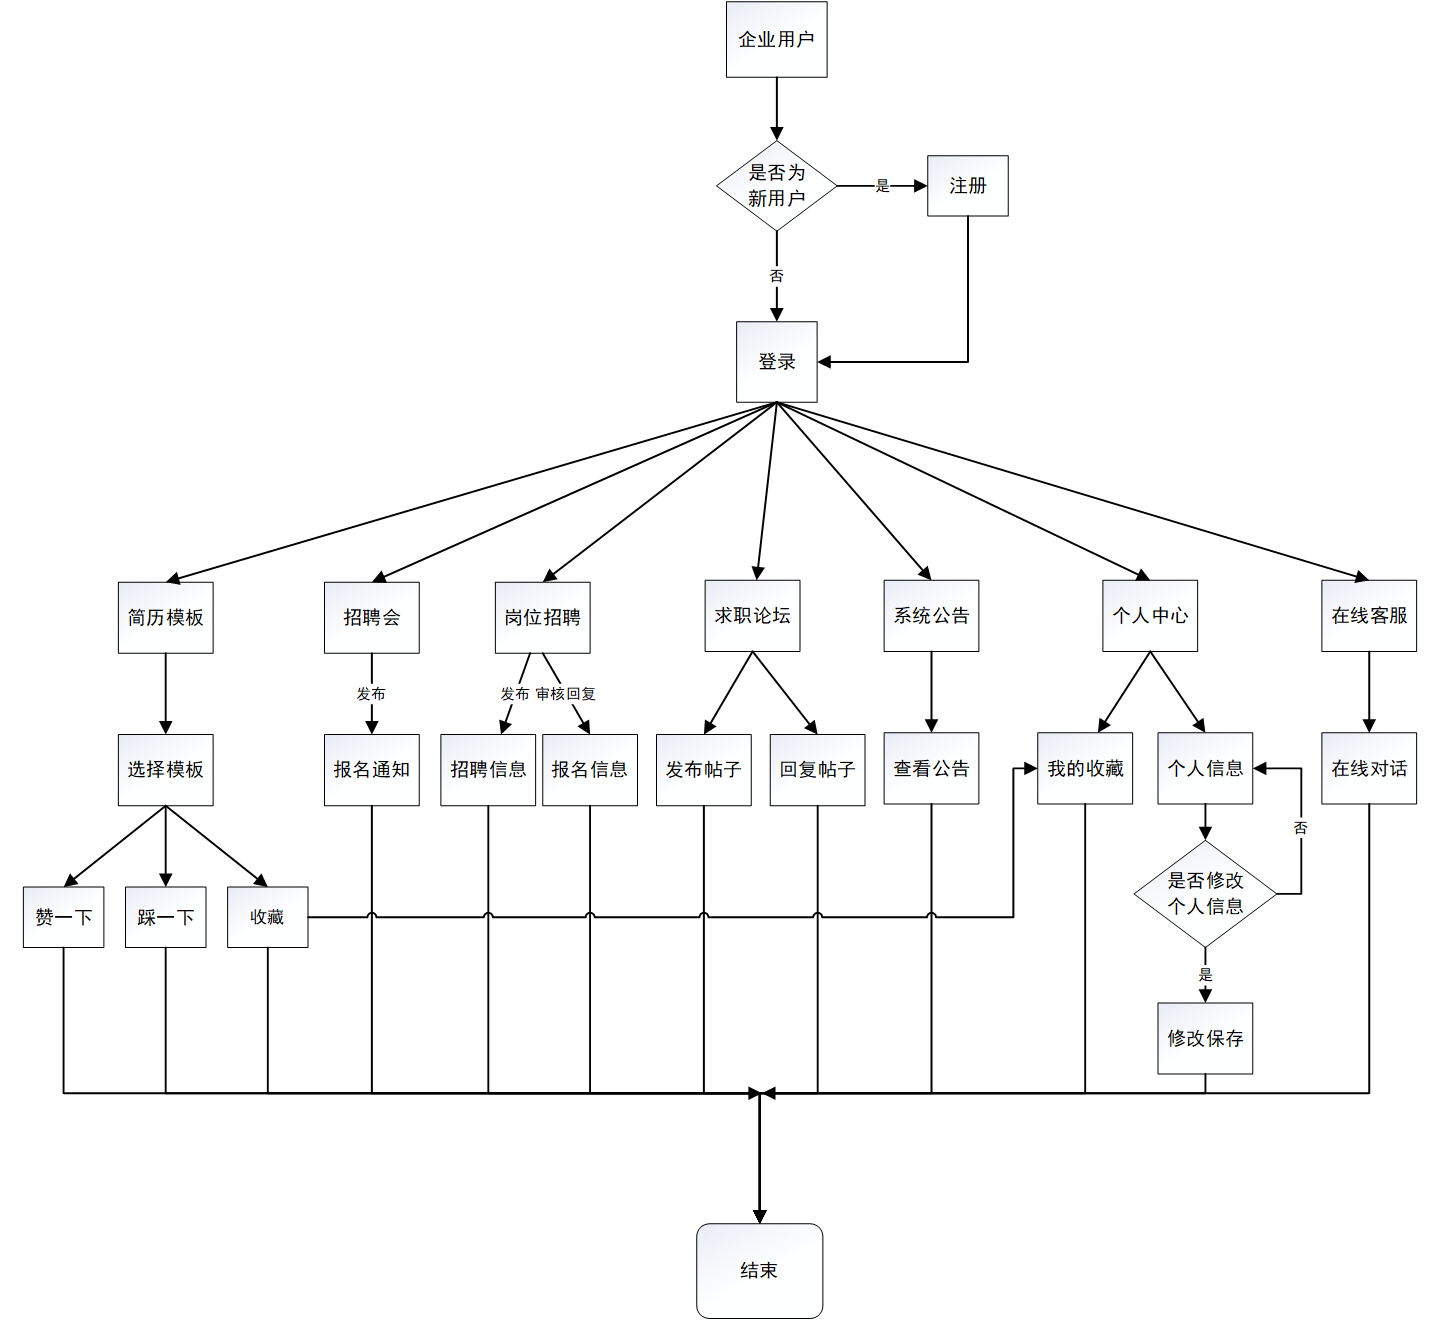 企业用户
是否为
新用户
是
注册
否
登录
简历模板
招聘会
岗位招聘
求职论坛
系统公告
个人中心
在线客服
发布
发布
审核回复
选择模板
报名通知
招聘信息
报名信息
发布帖子
回复帖子
查看公告
我的收藏
个人信息
在线对话
否
是否修改
个人信息
赞一下
踩一下
收藏
是
修改保存
结束